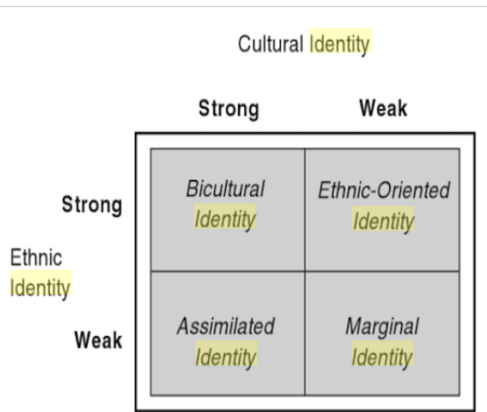 Cultural Identity
Strong Weak
Strong
Bicultural
Identity
Ethnic-Oriented
Identity
Ethnic
Identity
Weak
Assimilated
Identity
Marginal
Identity